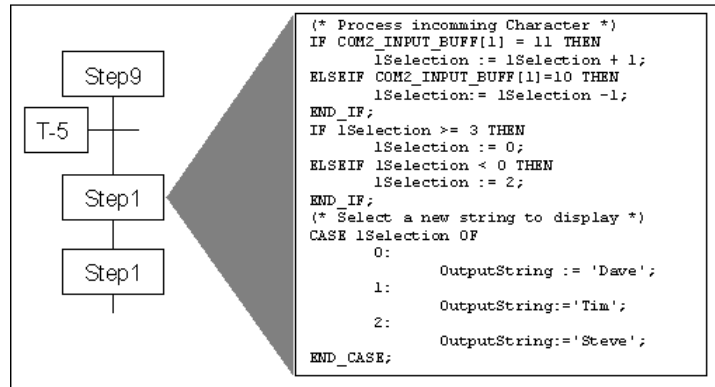 Step9
T-5
Step1
Step1
(* Process incomming Character *)
IF COM2_INPUT_BUFF[1] = 11 THEN
lSelection := lSelection + 1;
ELSEIF COM2_INPUT_BUFF[1]=10 THEN
lSelection:= lSelection -1;
END_IF;
IF lSelection >= 3 THEN
lSelection := 0;
ELSEIF lSelection < 0 THEN
lSelection := 2;
END_IF;
(* Select a new string to display *)
CASE lSelection OF
0:
OutputString := 'Dave';
1:
OutputString:='Tim';
2:
OutputString:='Steve';
END_CASE;